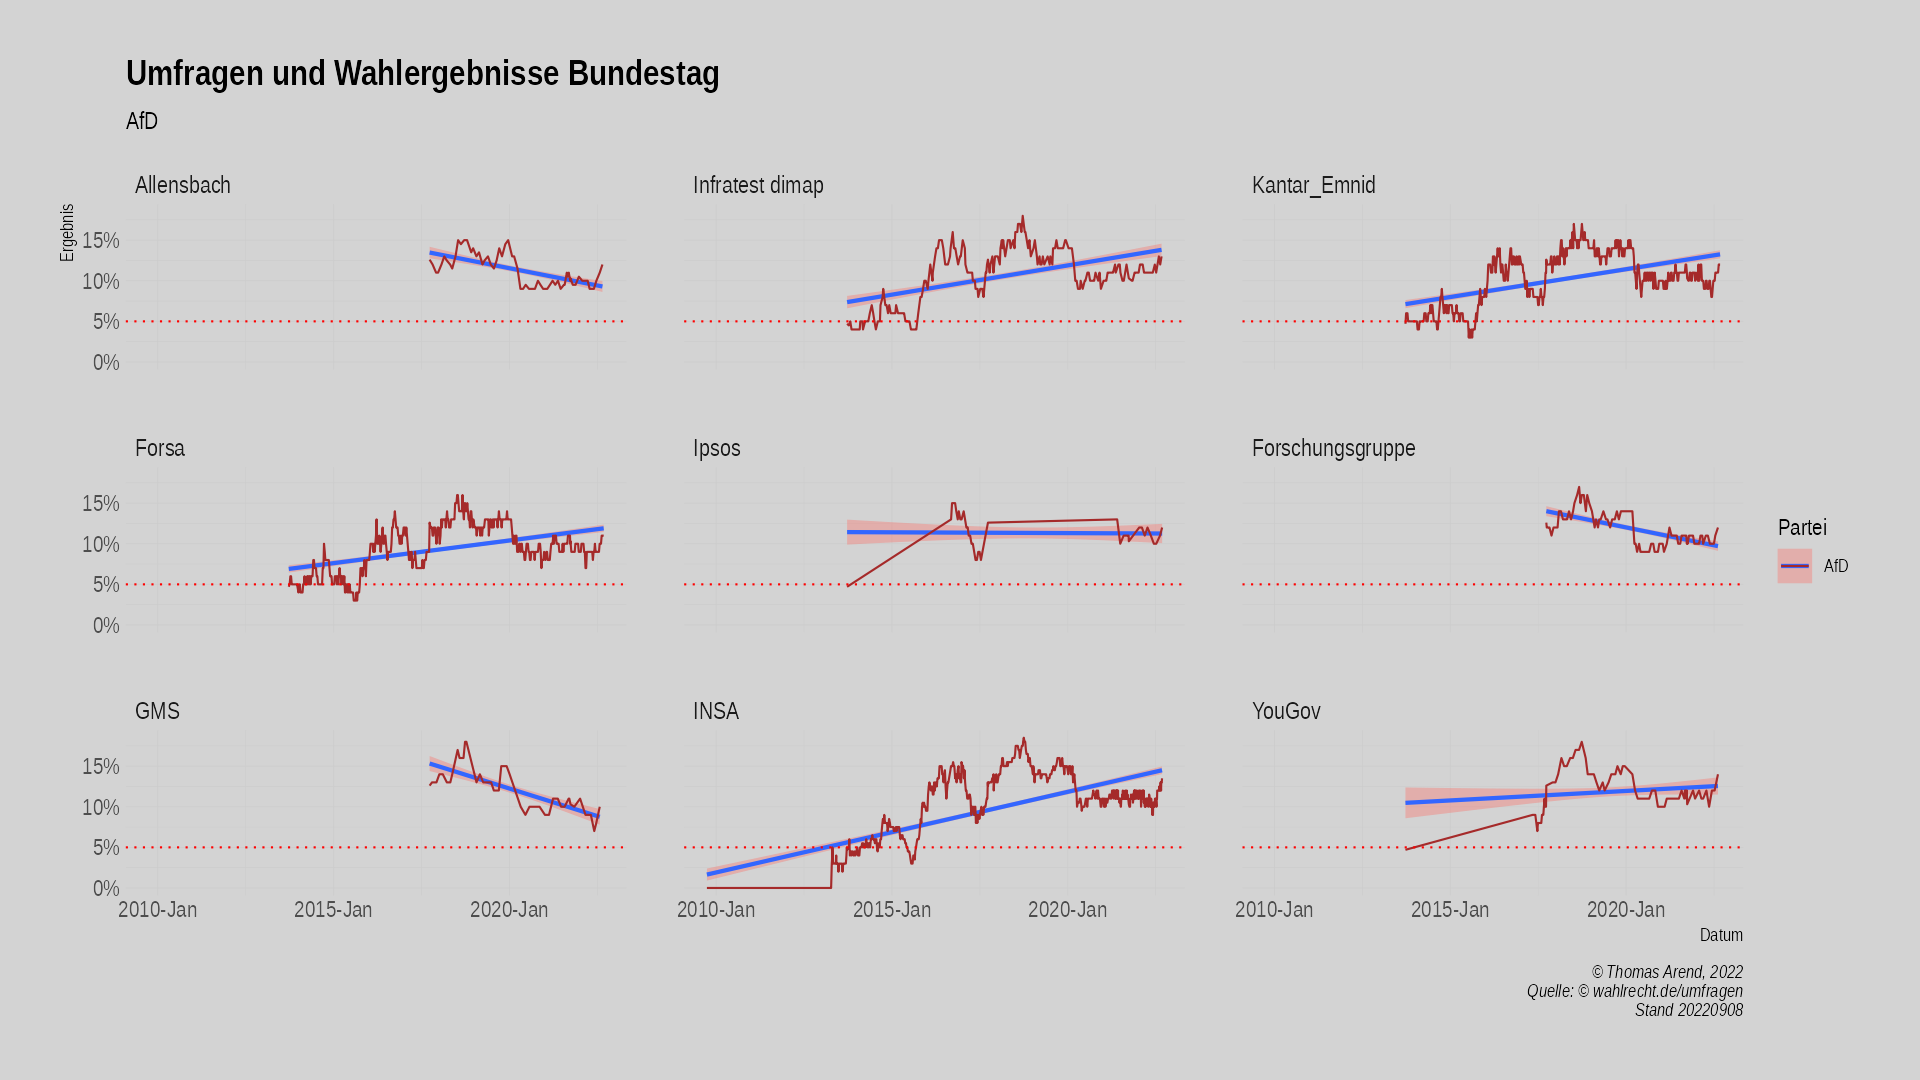 Umfragen und Wahlergebnisse Bundestag
AfD
Allensbach
Infratest dimap
Kantar_Emnid
Ergebnis
15%
10%
5%
0%
Forsa
Ipsos
Forschungsgruppe
15%
10%
5%
0%
Partei
AfD
GMS
INSA
YouGov
15%
10%
5%
0%
2010-Jan 2015-Jan 2020-Jan
2010-Jan 2015-Jan 2020-Jan
2010-Jan 2015-Jan 2020-Jan
Datum
© Thomas Arend, 2022
Quelle: © wahlrecht.de/umfragen
Stand 20220908